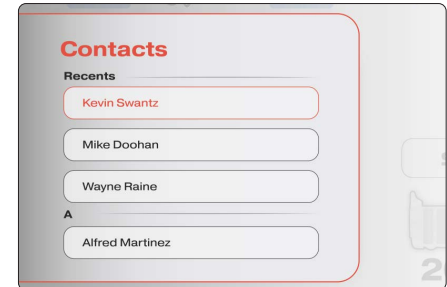 Contacts
Recents
Kevin Swantz
Mike Doohan
Wayne Raine
A
Alfred Martinez